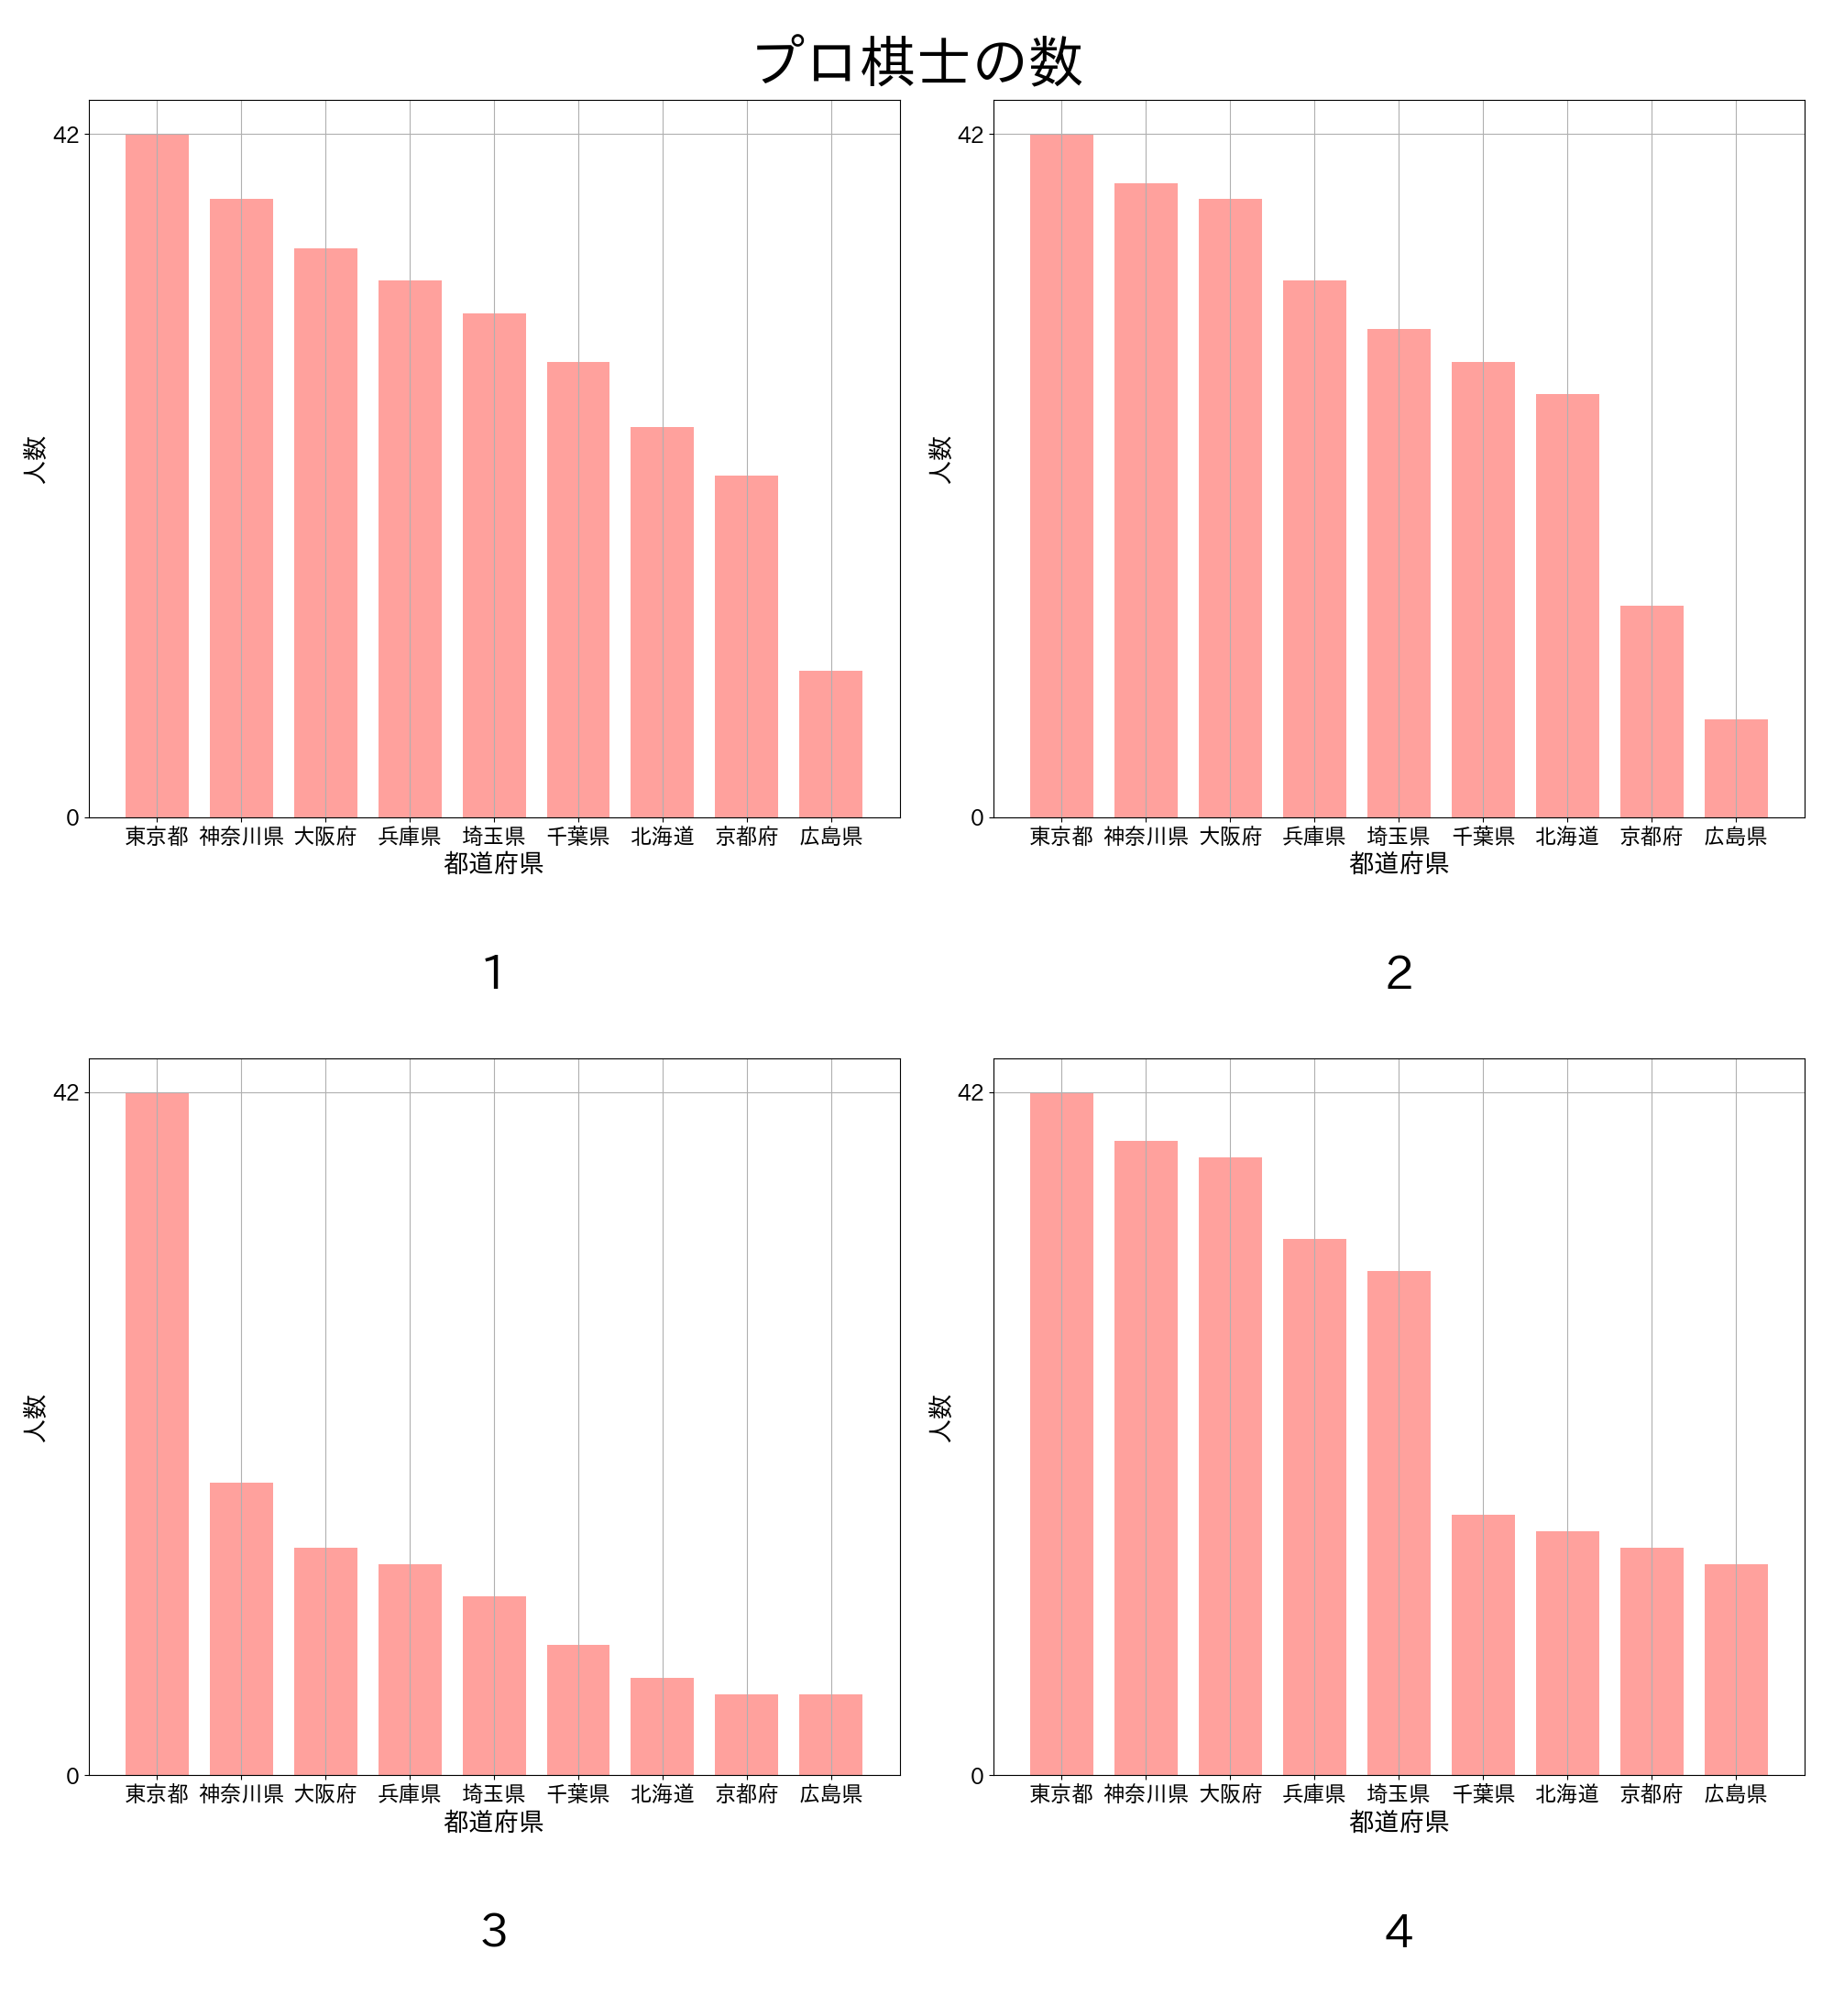 プロ棋士の数
42
人数
0
東京都 神奈川県 大阪府 兵庫県 埼玉県 千葉県 北海道 京都府 広島県
都道府県
1
42
人数
0
東京都 神奈川県 大阪府 兵庫県 埼玉県 千葉県 北海道 京都府 広島県
都道府県
2
42
人数
0
東京都 神奈川県 大阪府 兵庫県 埼玉県 千葉県 北海道 京都府 広島県
都道府県
3
42
人数
0
東京都 神奈川県 大阪府 兵庫県 埼玉県 千葉県 北海道 京都府 広島県
都道府県
4